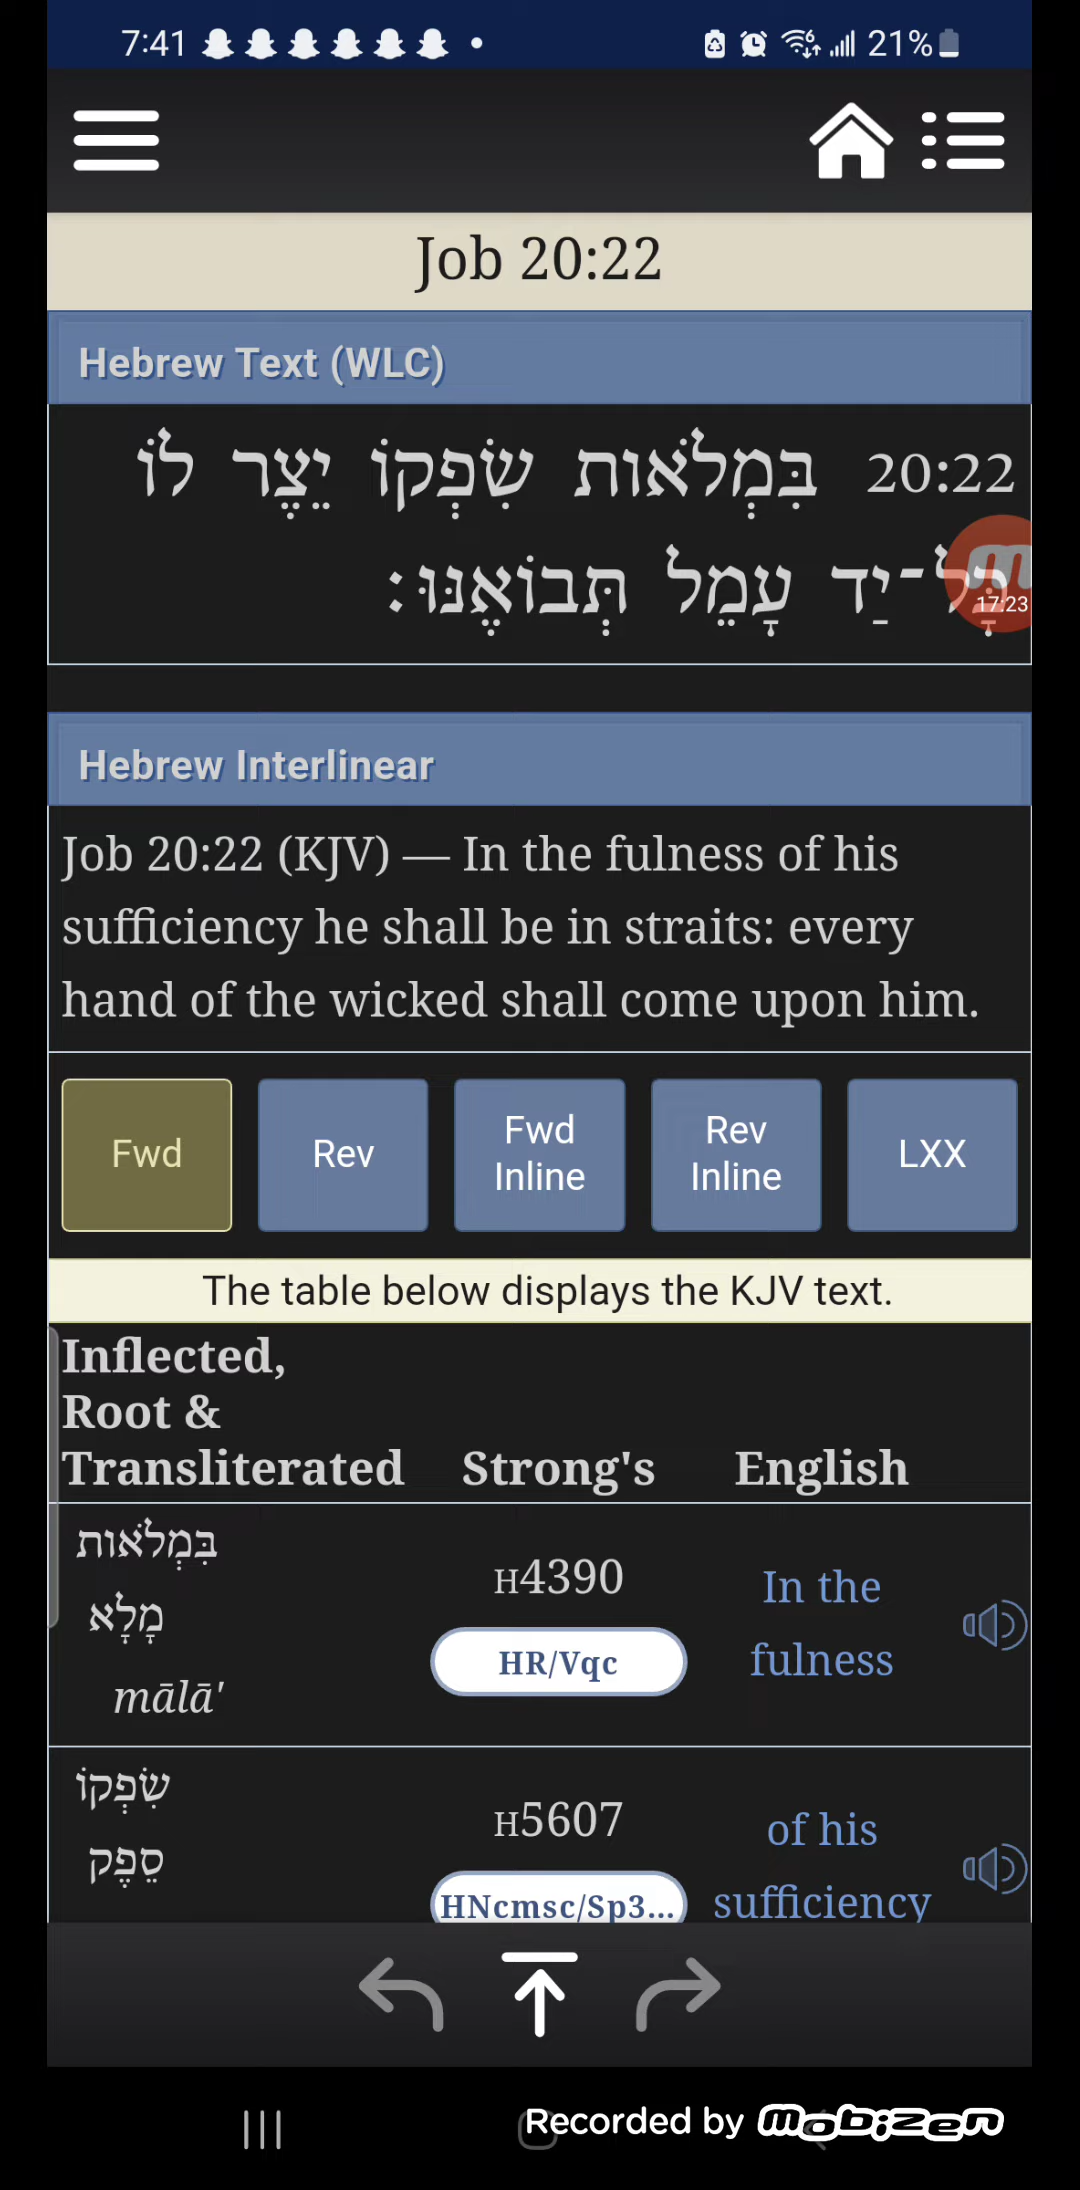 7:41 21%
Job 20:22
Hebrew Text (WLC)
20:22 בִּמְלֹאות שִׂפְקוֹ יֵצֶר לוֹ
כָּל־יַד עָמֵל תְּבוֹאֶנּוּ׃
17:23
Hebrew Interlinear
Job 20:22 (KJV) — In the fulness of his
sufficiency he shall be in straits: every
hand of the wicked shall come upon him.
Fwd Rev Fwd Inline Rev Inline LXX
The table below displays the KJV text.
Inflected,
Root &
Transliterated Strong's English
בִּמְלֹאות
מָלָא
mālā'
H4390
HR/Vqc
In the
fulness
שִׂפְקוֹ
סֵפֶק
H5607
HNcmsc/Sp3...
of his
sufficiency
Recorded by mobizen